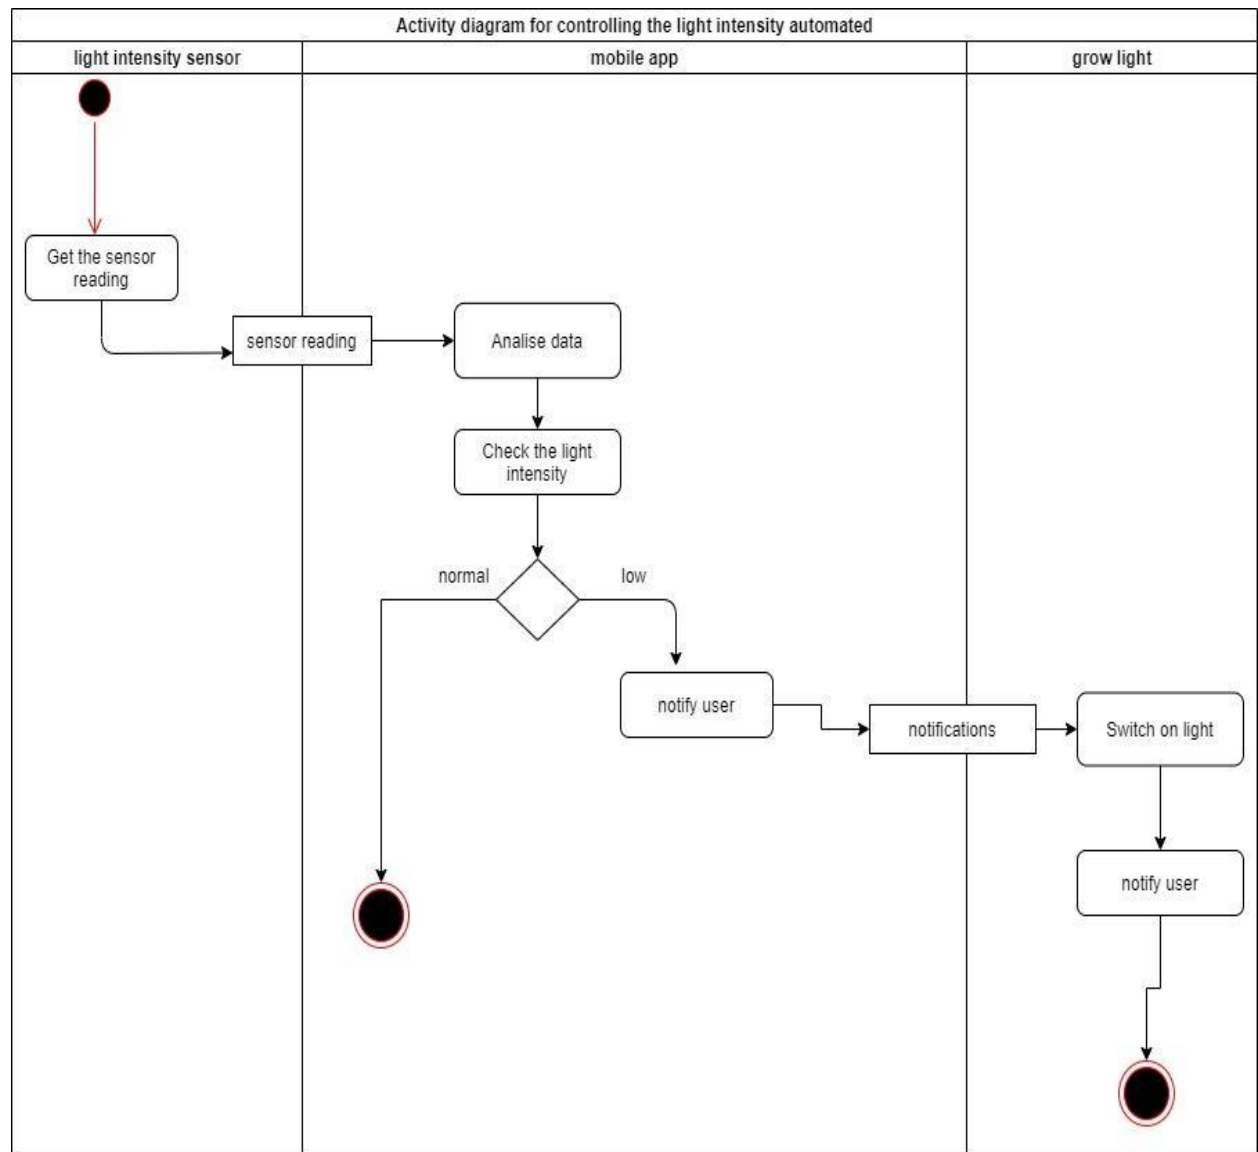 Activity diagram for controlling the light intensity automated
light intensity sensor
mobile app
grow light
Get the sensor
reading
sensor reading
Analise data
Check the light
intensity
normal
low
notify user
notifications
Switch on light
notify user